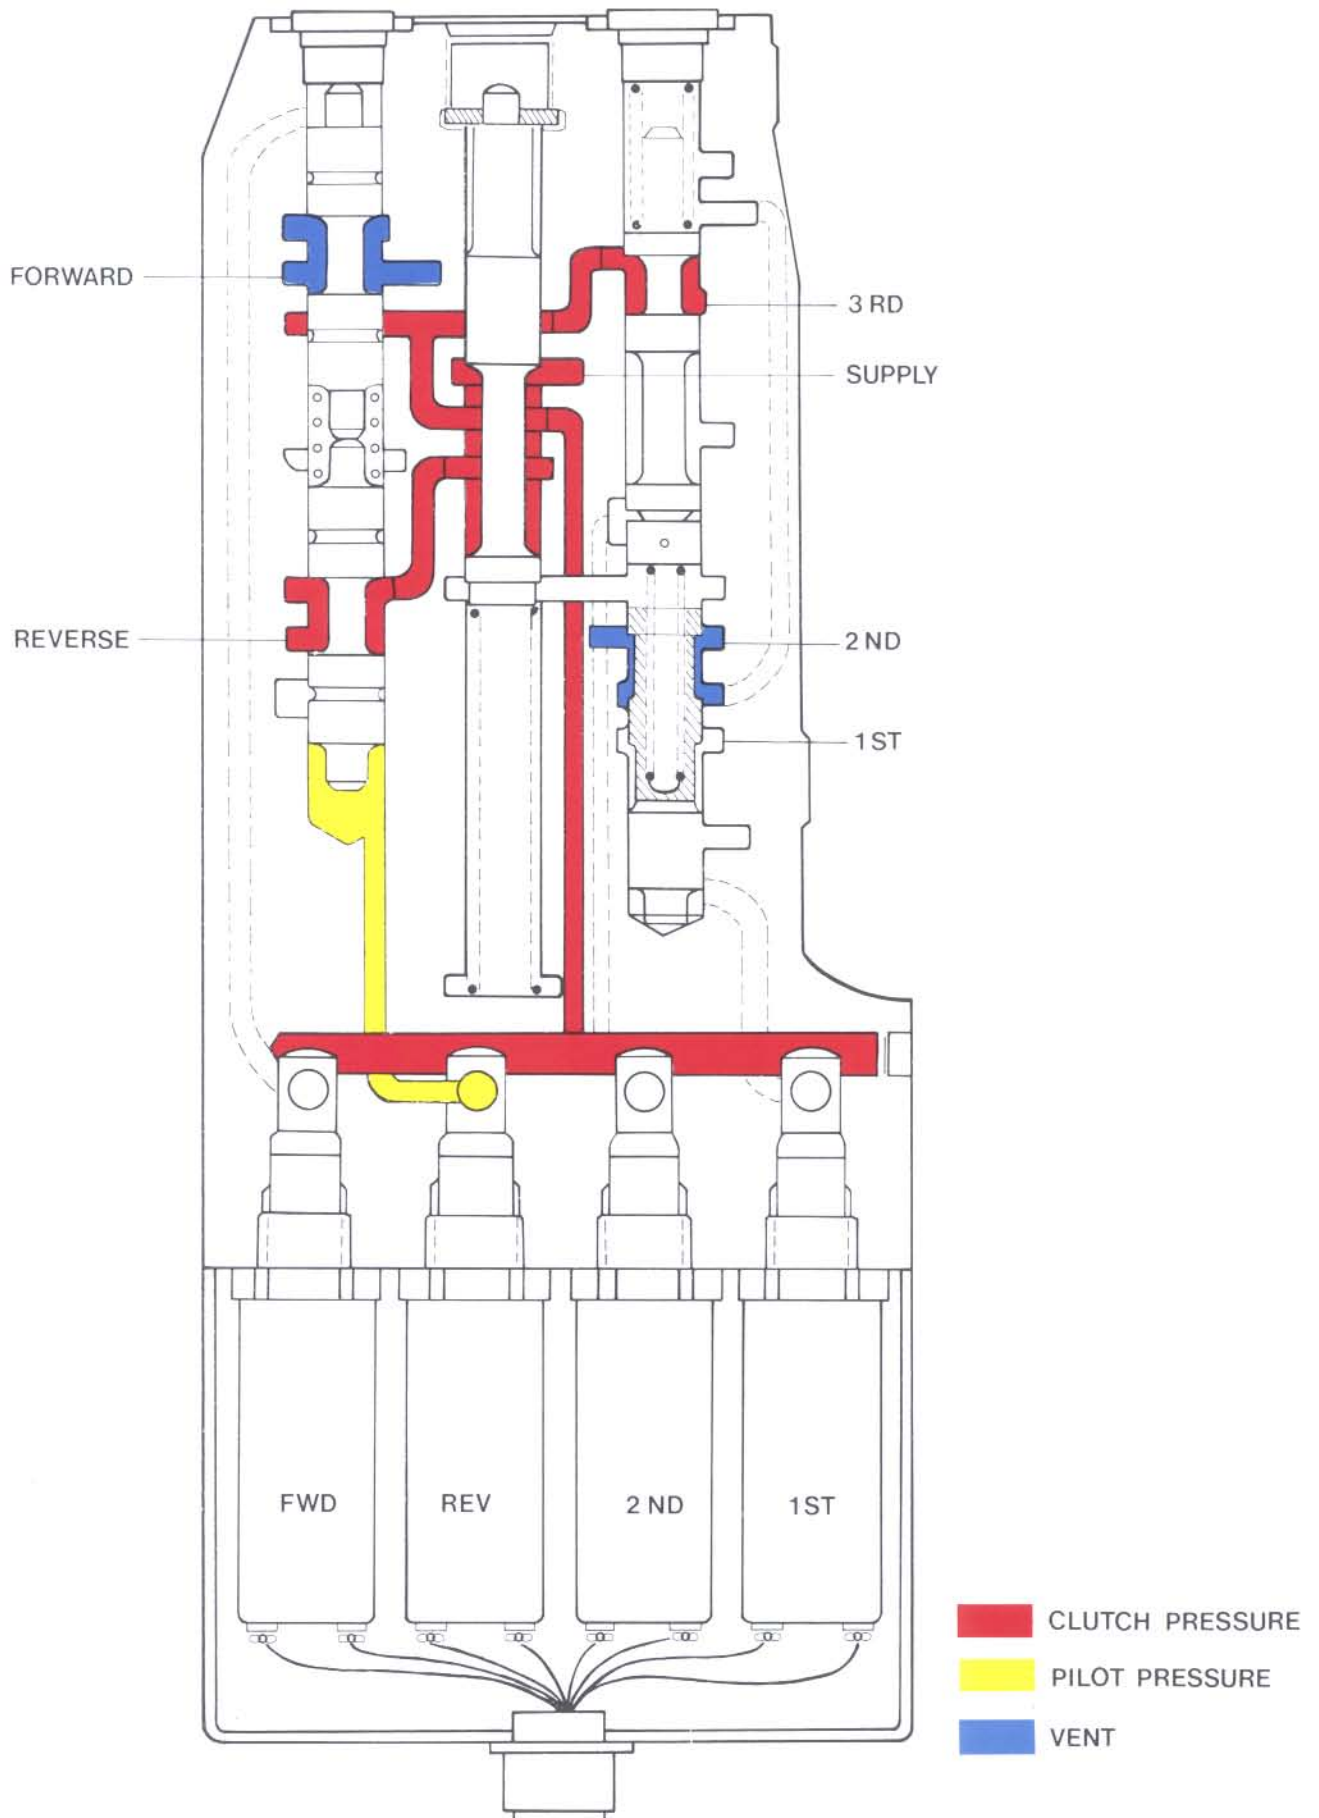 FORWARD
3 RD
SUPPLY
REVERSE
2 ND
1 ST
FWD
REV
2 ND
1ST
CLUTCH PRESSURE
PILOT PRESSURE
VENT